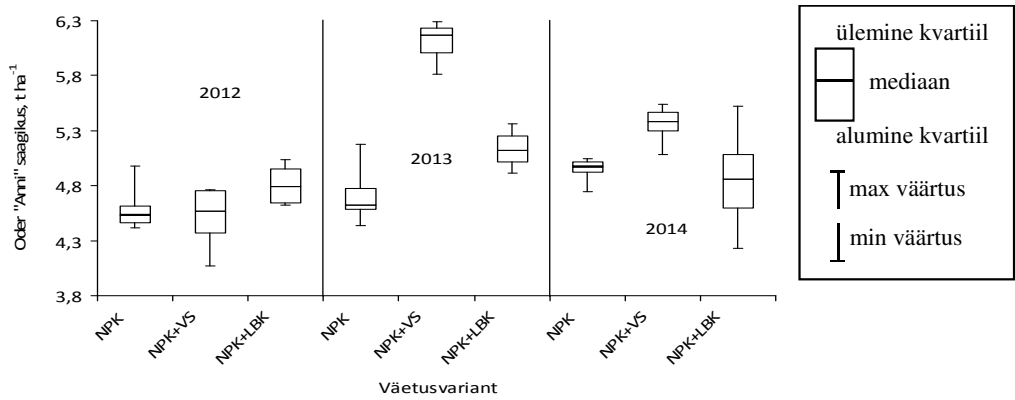 Oder "Anni" saagikus, t ha⁻¹
6,3
5,8
5,3
4,8
4,3
3,8
2012
2013
2014
NPK
NPK+VS
NPK+LBK
NPK
NPK+VS
NPK+LBK
NPK
NPK+VS
NPK+LBK
Väetusvariant
ülemine kvartiil
mediaan
alumine kvartiil
max väärtus
min väärtus